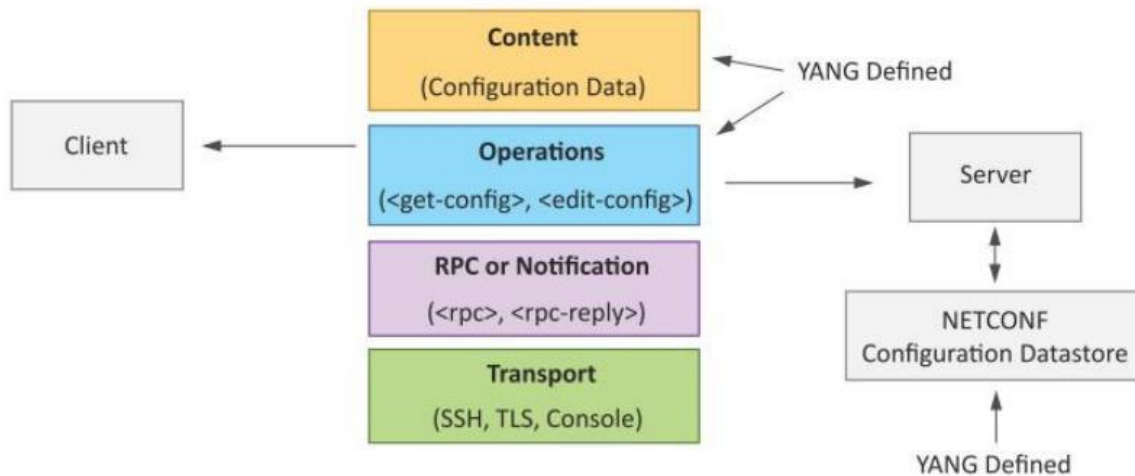 Content
(Configuration Data)
YANG Defined
Client
Operations
(<get-config>, <edit-config>)
Server
RPC or Notification
(<rpc>, <rpc-reply>)
NETCONF
Configuration Datastore
Transport
(SSH, TLS, Console)
YANG Defined